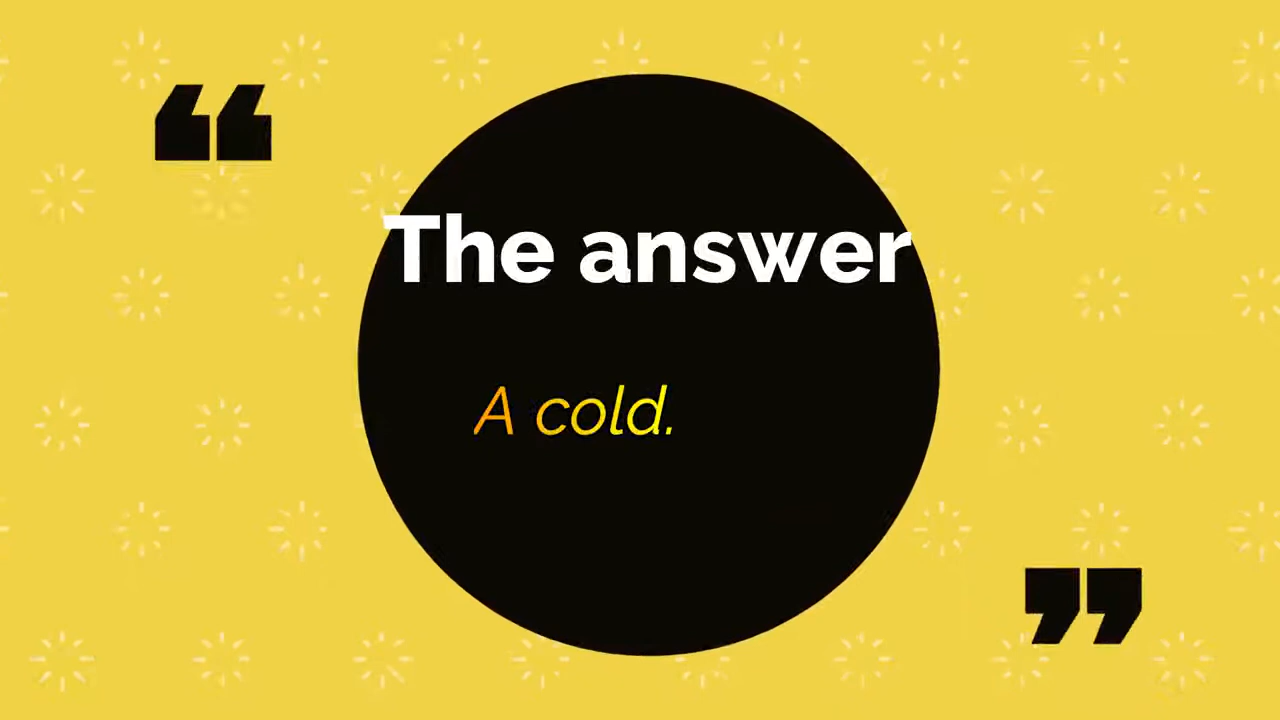 “
The answer
A cold.
”